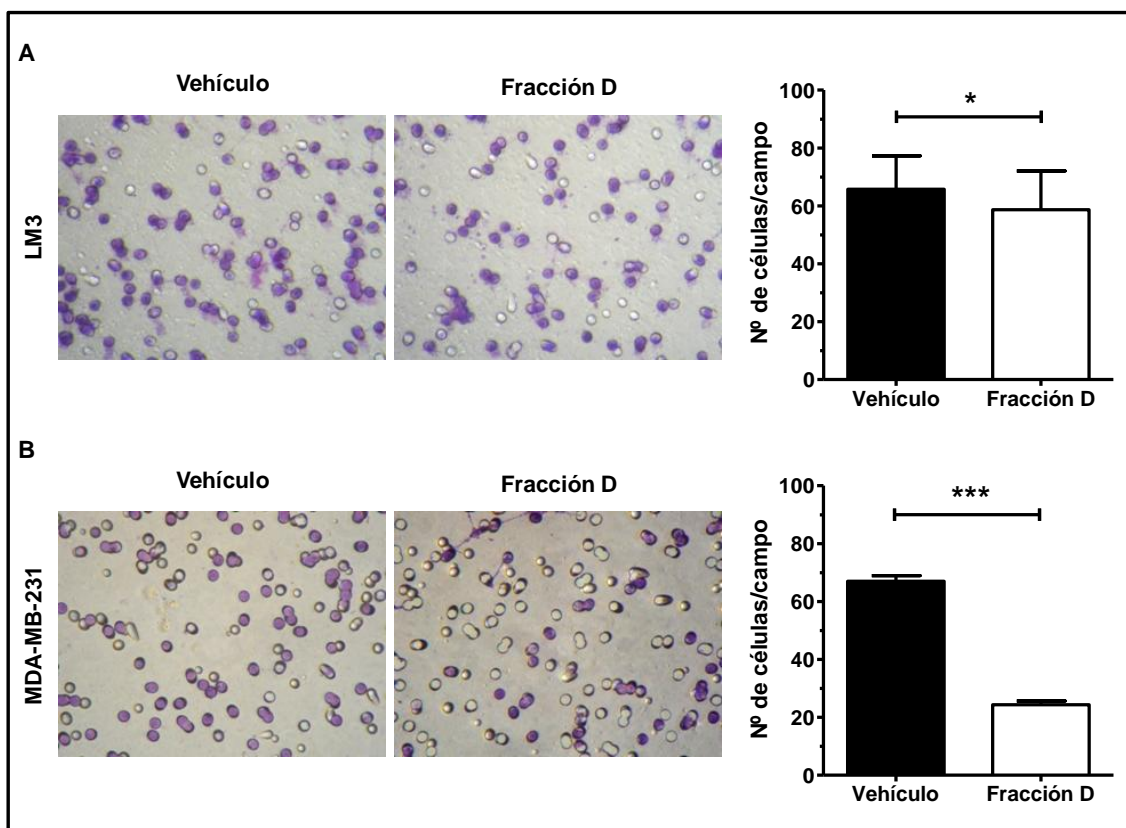 A
Vehículo
Fracción D
LM3
Nº de células/campo
100
80
60
40
20
0
*
Vehículo
Fracción D
B
Vehículo
Fracción D
MDA-MB-231
Nº de células/campo
100
80
60
40
20
0
***
Vehículo
Fracción D